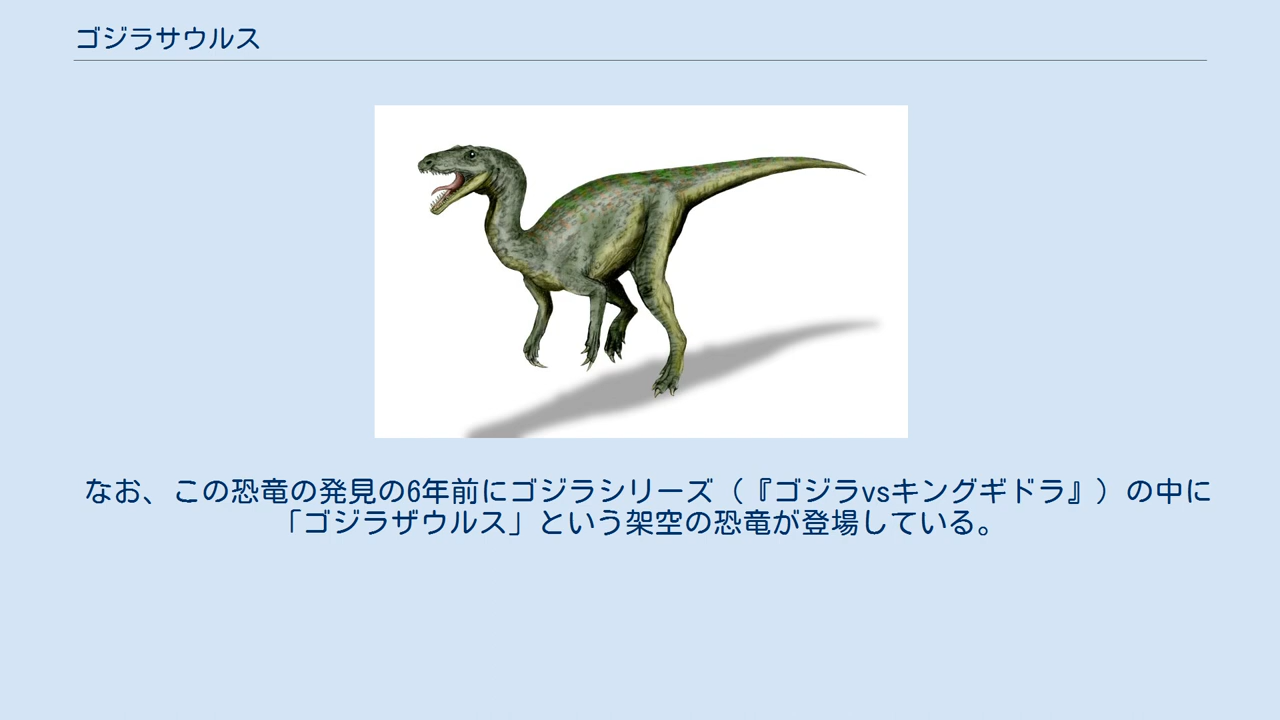 ゴジラサウルス
なお、この恐竜の発見の6年前にゴジラシリーズ（『ゴジラvsキングギドラ』）の中に
「ゴジラザウルス」という架空の恐竜が登場している。